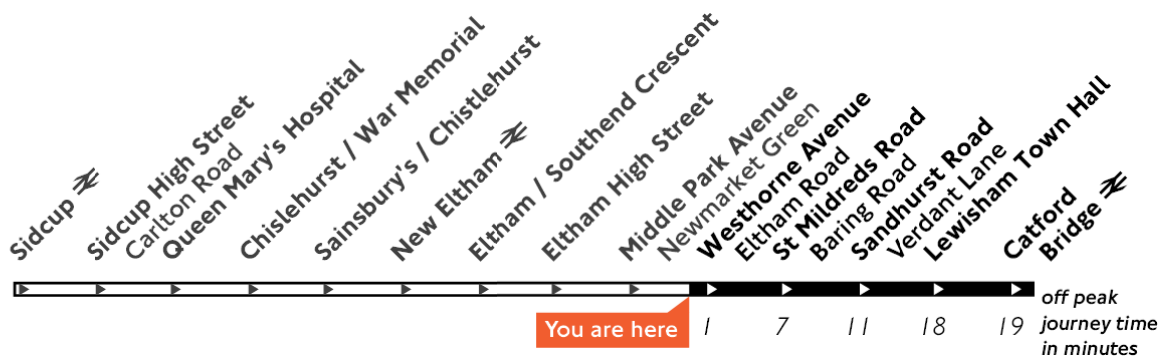 Sidcup
Sidcup High Street
Carlton Road
Queen Mary's Hospital
Chislehurst / War Memorial
Sainsbury's / Chistlehurst
New Eltham
Eltham / Southend Crescent
Eltham High Street
Middle Park Avenue
Newmarket Green
Westhorne Avenue
Eltham Road
St Mildreds Road
Baring Road
Sandhurst Road
Verdant Lane
Lewisham Town Hall
Catford
Bridge
You are here
1 7 11 18 19
off peak
journey time
in minutes